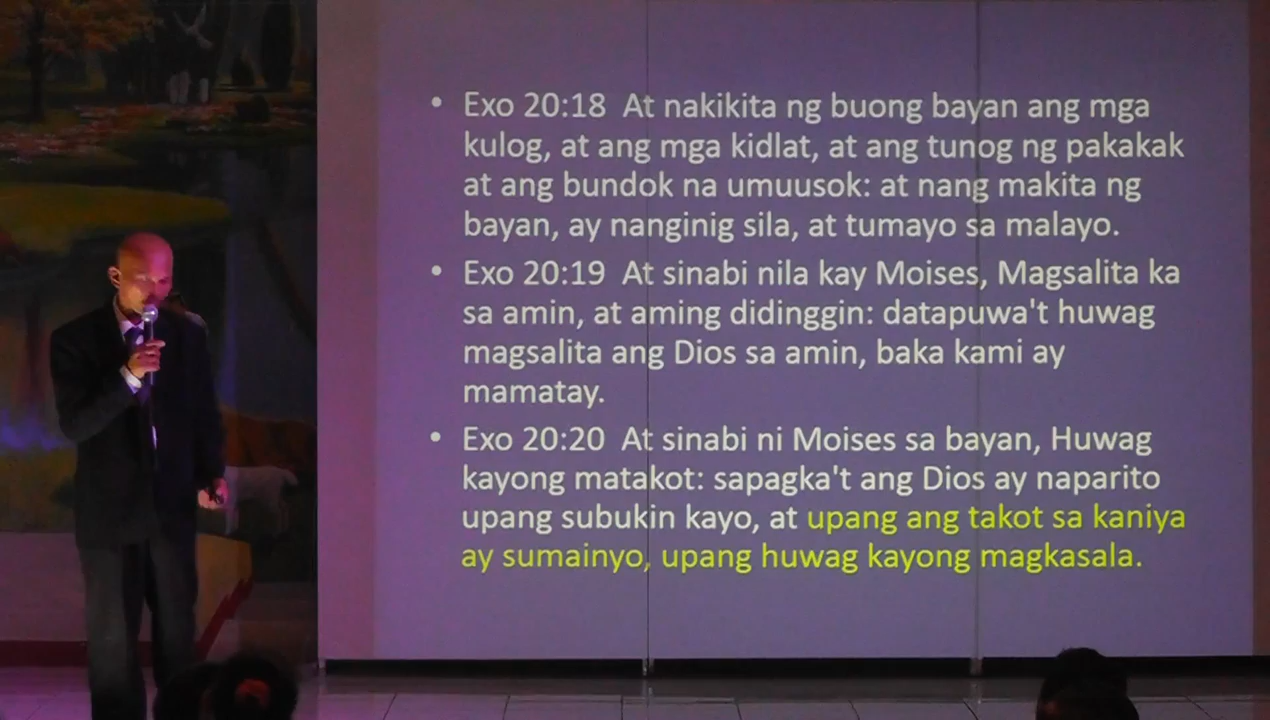 • Exo 20:18 At nakikita ng buong bayan ang mga
kulog, at ang mga kidlat, at ang tunog ng pakakak
at ang bundok na umuusok: at nang makita ng
bayan, ay nanginig sila, at tumayo sa malayo.
• Exo 20:19 At sinabi nila kay Moises, Magsalita ka
sa amin, at aming didinggin: datapuwa't huwag
magsalita ang Dios sa amin, baka kami ay
mamatay.
• Exo 20:20 At sinabi ni Moises sa bayan, Huwag
kayong matakot: sapagka't ang Dios ay naparito
upang subukin kayo, at upang ang takot sa kaniya
ay sumainyo, upang huwag kayong magkasala.